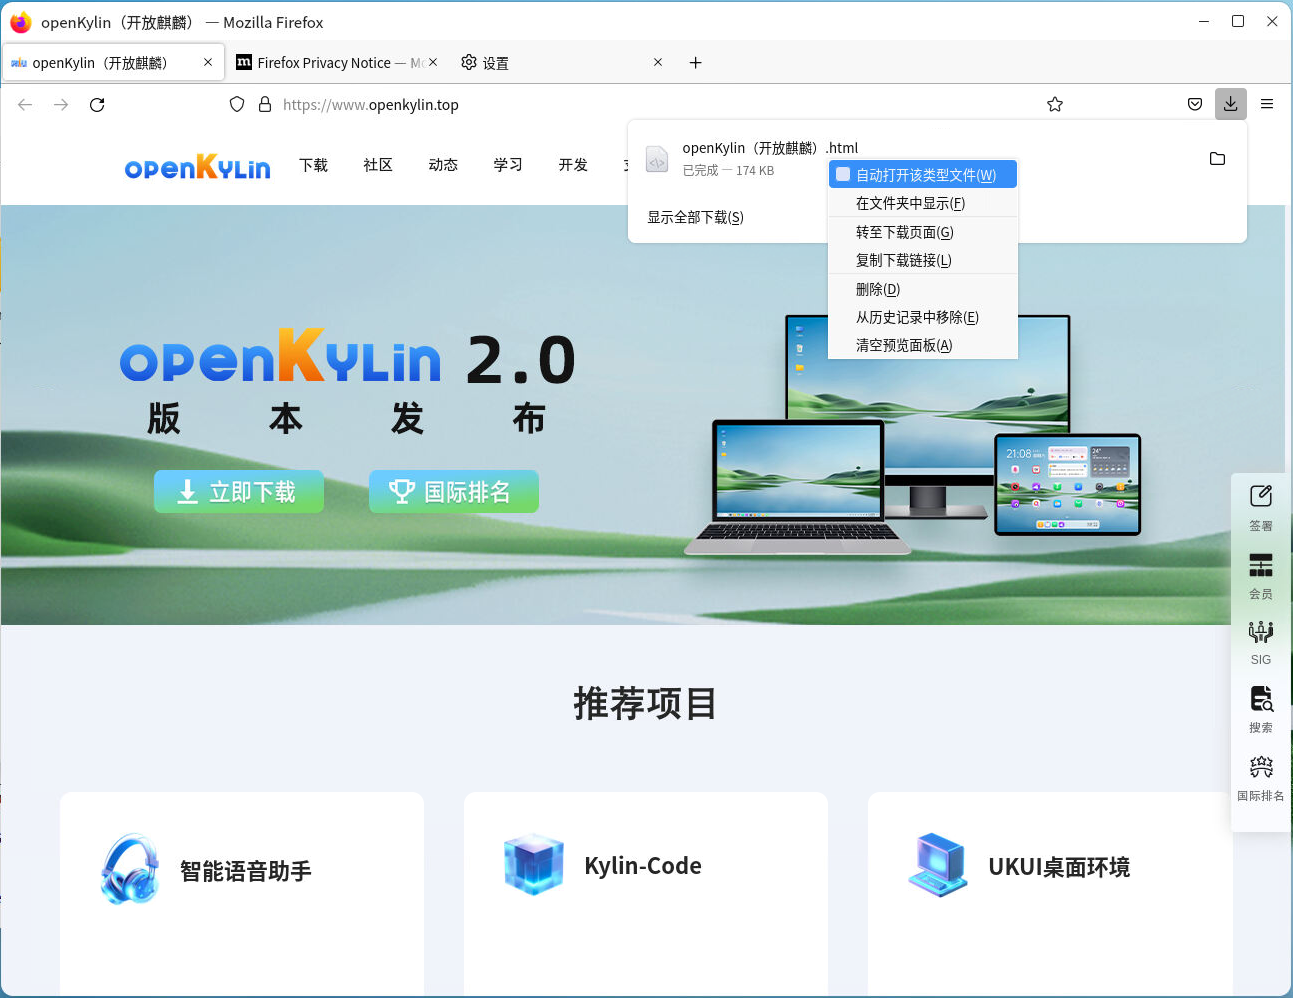 openKylin（开放麒麟） — Mozilla Firefox
openKylin（开放麒麟）
Firefox Privacy Notice — Mo
设置
https://www.openkylin.top
openKylin
下载
社区
动态
学习
开发
openKylin（开放麒麟）.html
已完成 — 174 KB
显示全部下载(S)
自动打开该类型文件(W)
在文件夹中显示(F)
转至下载页面(G)
复制下载链接(L)
删除(D)
从历史记录中移除(E)
清空预览面板(A)
openKylin 2.0
版本发布
立即下载
国际排名
21:08
24°
签署
会员
SIG
搜索
国际排名
推荐项目
智能语音助手
Kylin-Code
UKUI桌面环境